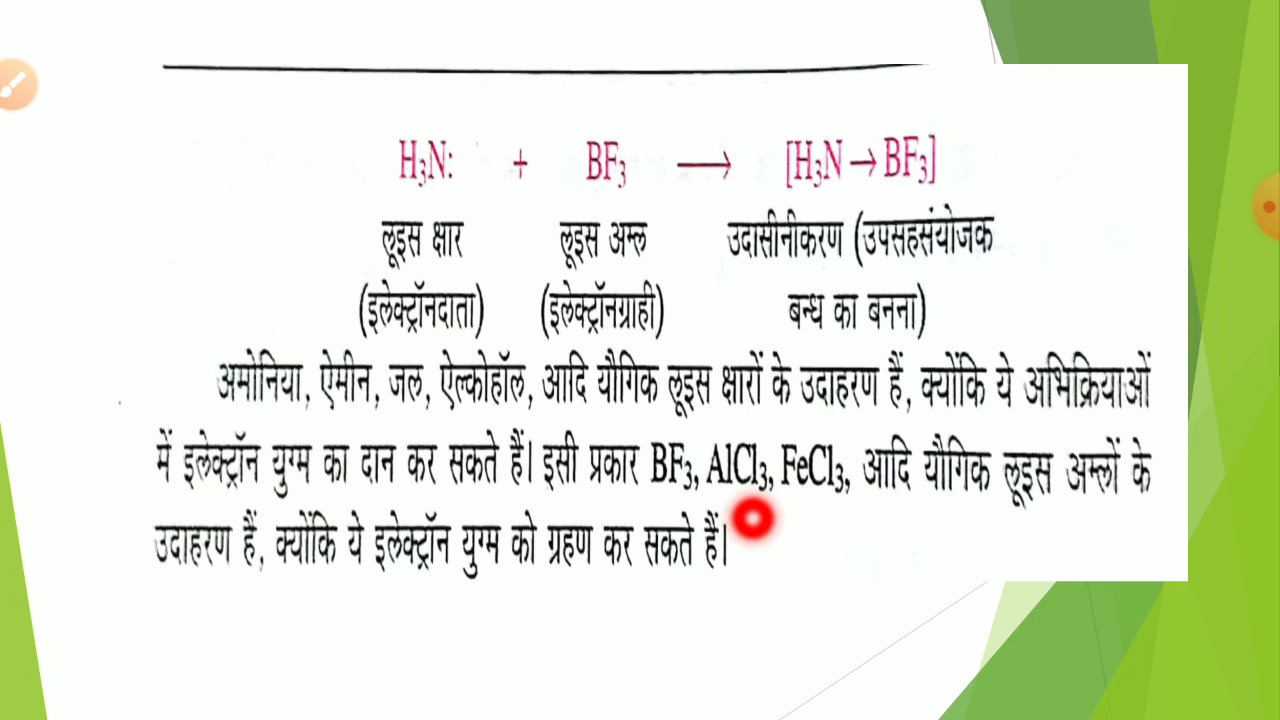 H₃N: + BF₃ ⟶ [H₃N→BF₃]
लूइस क्षार लूइस अम्ल उदासीनीकरण (उपसहसंयोजक
(इलेक्ट्रॉनदाता) (इलेक्ट्रॉनग्राही) बन्ध का बनना)
अमोनिया, ऐमीन, जल, ऐल्कोहॉल, आदि यौगिक लूइस क्षारों के उदाहरण हैं, क्योंकि ये अभिक्रियाओं
में इलेक्ट्रॉन युग्म का दान कर सकते हैं। इसी प्रकार BF₃, AlCl₃, FeCl₃, आदि यौगिक लूइस अम्लों के
उदाहरण हैं, क्योंकि ये इलेक्ट्रॉन युग्म को ग्रहण कर सकते हैं।